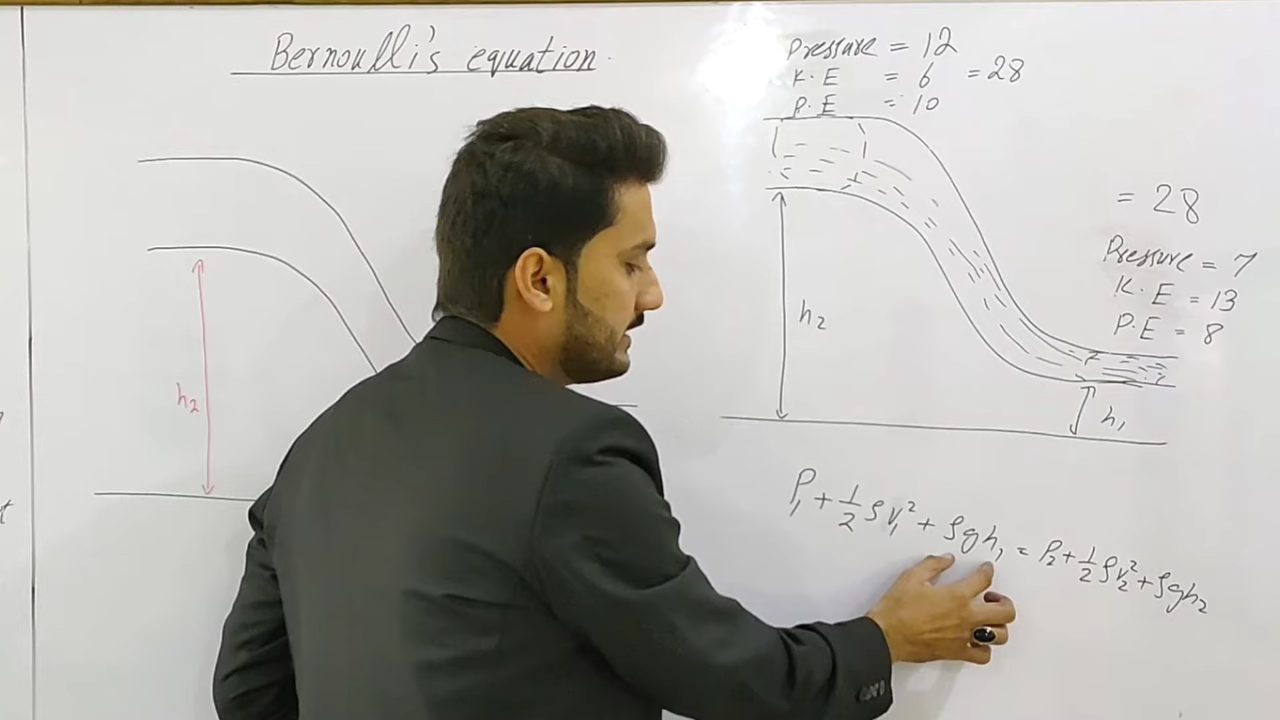 Bernoulli's equation
Pressure = 12
K.E = 6 = 28
P.E = 10
= 28
Pressure = 7
K.E = 13
P.E = 8
h₂
h₂
h₁
P₁ + 1/2 ρv₁² + ρgh₁ = P₂ + 1/2 ρv₂² + ρgh₂
t